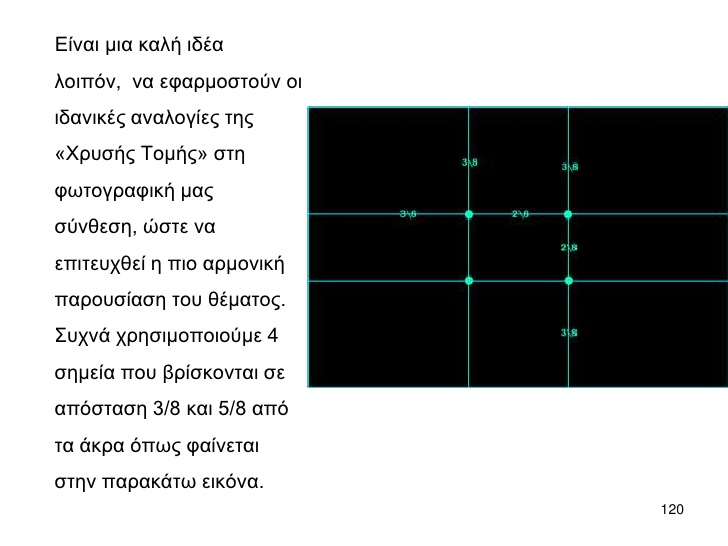 Είναι μια καλή ιδέα
λοιπόν,  να εφαρμοστούν οι
ιδανικές αναλογίες της
«Χρυσής Τομής» στη
φωτογραφική μας
σύνθεση, ώστε να
επιτευχθεί η πιο αρμονική
παρουσίαση του θέματος.
Συχνά χρησιμοποιούμε 4
σημεία που βρίσκονται σε
απόσταση 3/8 και 5/8 από
τα άκρα όπως φαίνεται
στην παρακάτω εικόνα.
3\8 3\8
3\8 2\8
2\8
3\8
120